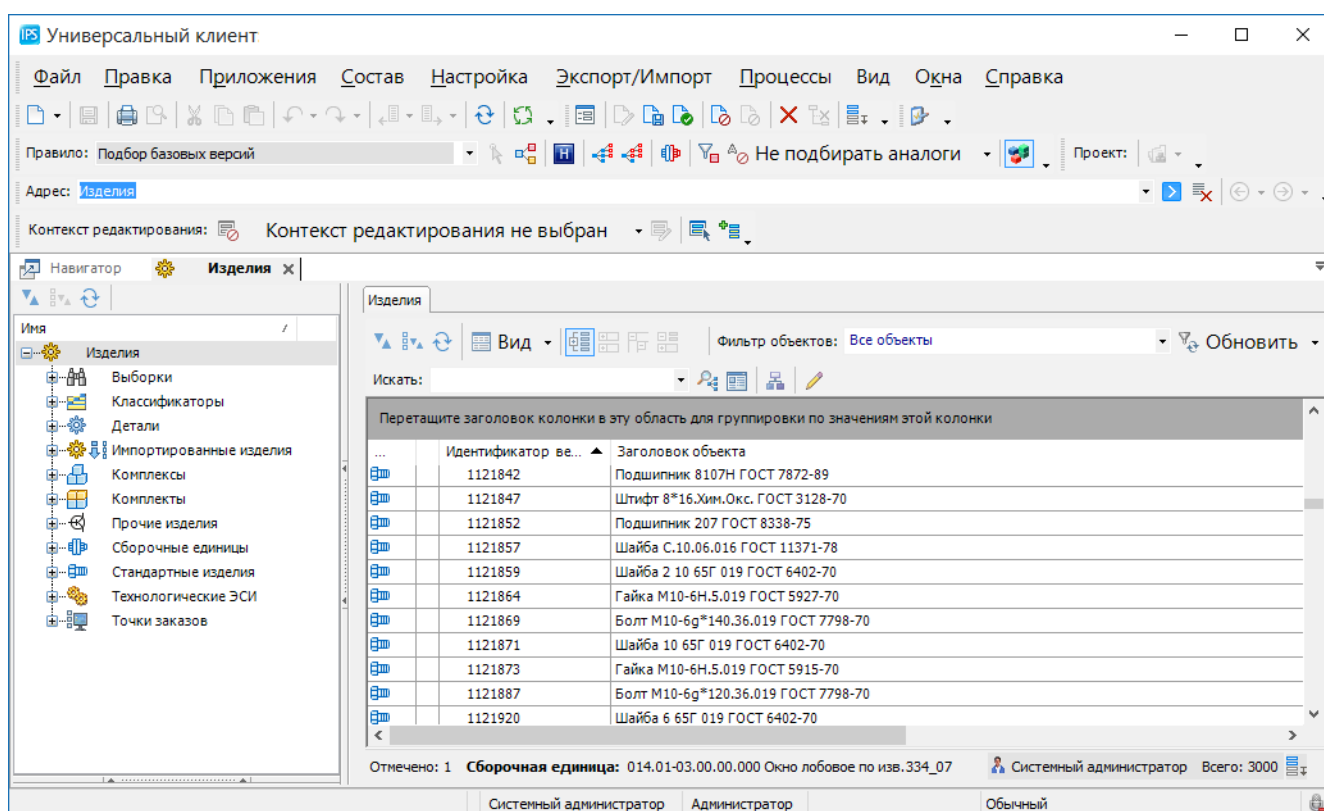 IPS Универсальный клиент
Файл Правка Приложения Состав Настройка Экспорт/Импорт Процессы Вид Окна Справка
Правило: Подбор базовых версий Не подбирать аналоги Проект:
Адрес: Изделия
Контекст редактирования: Контекст редактирования не выбран
Навигатор Изделия
Изделия
Имя
Вид Фильтр объектов: Все объекты Обновить
Изделия
Выборки
Искать:
Классификаторы
Перетащите заголовок колонки в эту область для группировки по значениям этой колонки
Детали
Импортированные изделия
... Идентификатор ве... Заголовок объекта
Комплексы
1121842 Подшипник 8107Н ГОСТ 7872-89
Комплекты
1121847 Штифт 8*16.Хим.Окс. ГОСТ 3128-70
Прочие изделия
1121852 Подшипник 207 ГОСТ 8338-75
Сборочные единицы
1121857 Шайба С.10.06.016 ГОСТ 11371-78
Стандартные изделия
1121859 Шайба 2 10 65Г 019 ГОСТ 6402-70
Технологические ЭСИ
1121864 Гайка М10-6Н.5.019 ГОСТ 5927-70
Точки заказов
1121869 Болт М10-6g*140.36.019 ГОСТ 7798-70
1121871 Шайба 10 65Г 019 ГОСТ 6402-70
1121873 Гайка М10-6Н.5.019 ГОСТ 5915-70
1121887 Болт М10-6g*120.36.019 ГОСТ 7798-70
1121920 Шайба 6 65Г 019 ГОСТ 6402-70
Отмечено: 1 Сборочная единица: 014.01-03.00.00.000 Окно лобовое по изв.334_07 Системный администратор Всего: 3000
Системный администратор Администратор Обычный